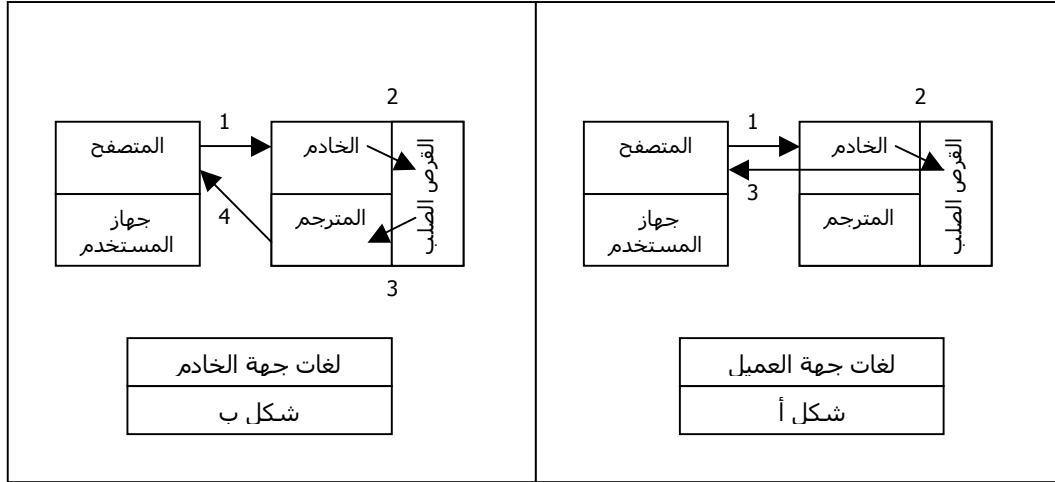 2
1
المتصفح
الخادم
القرص الصلب
3
المترجم
جهاز
المستخدم
لغات جهة العميل
شكل أ
2
1
المتصفح
الخادم
القرص الصلب
4
المترجم
جهاز
المستخدم
3
لغات جهة الخادم
شكل ب